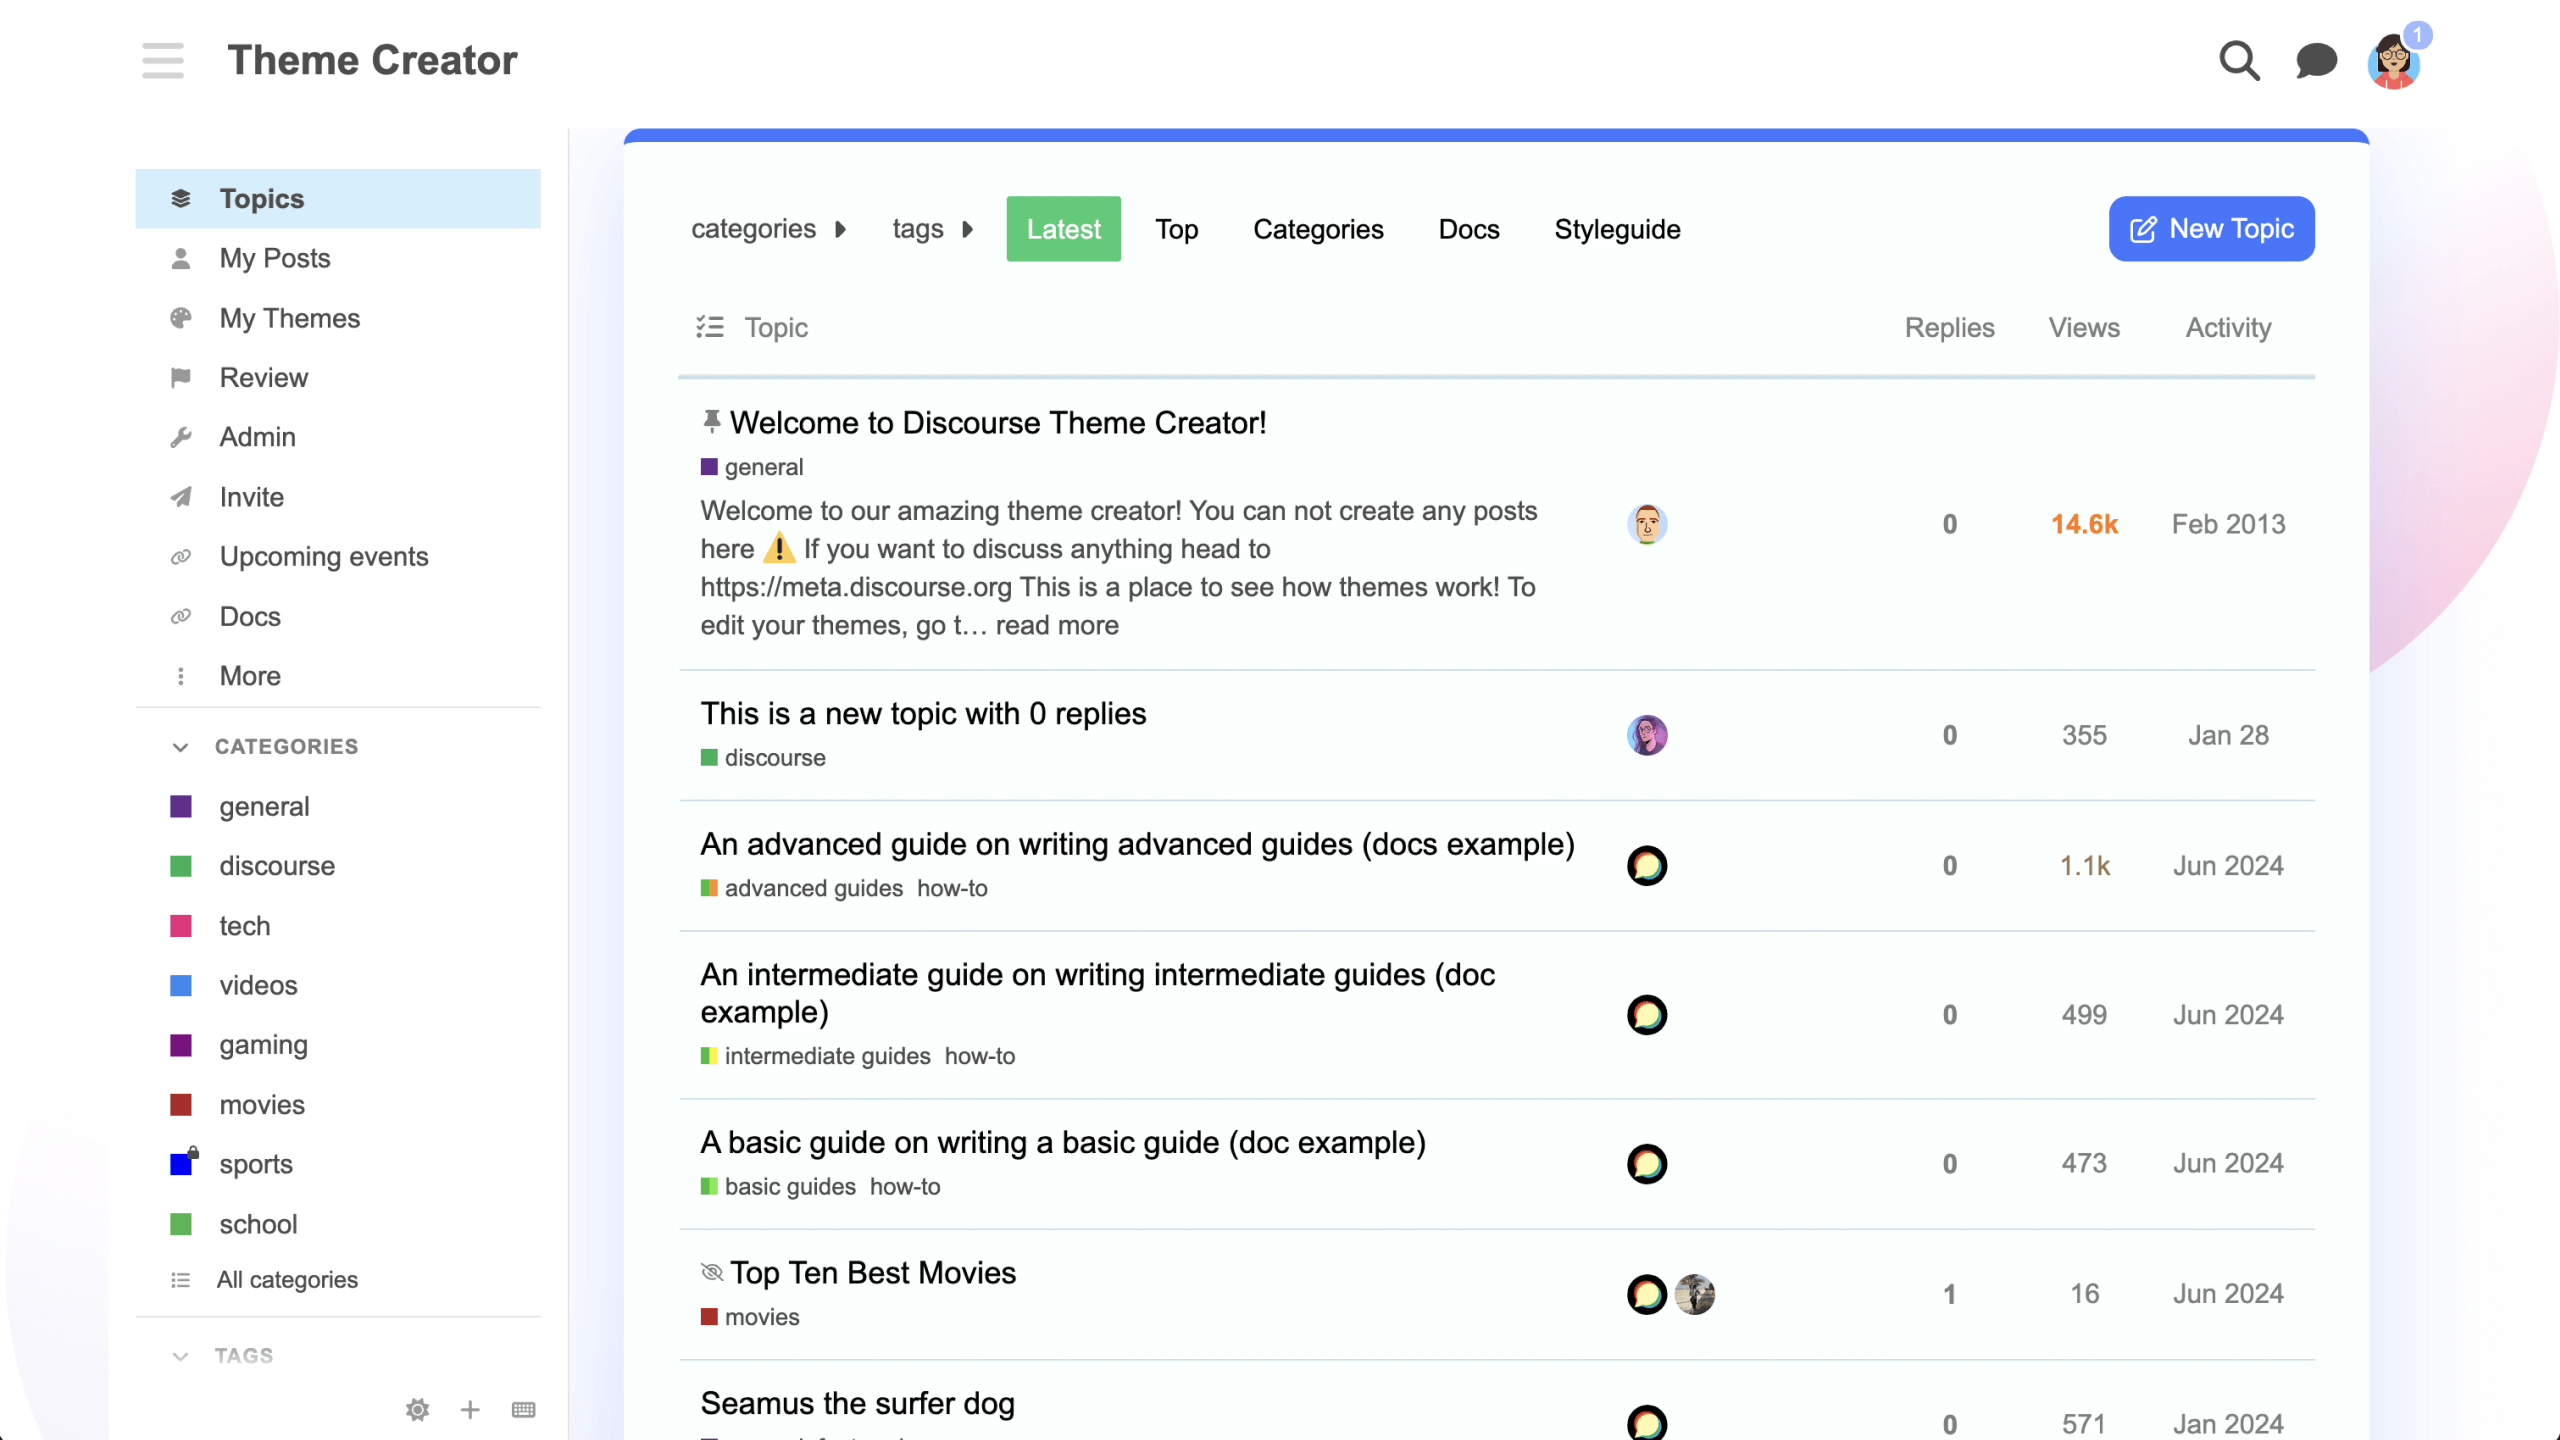 Theme Creator
1
Topics
My Posts
My Themes
Review
Admin
Invite
Upcoming events
Docs
More
CATEGORIES
general
discourse
tech
videos
gaming
movies
sports
school
All categories
TAGS
categories tags Latest Top Categories Docs Styleguide New Topic
Topic Replies Views Activity
Welcome to Discourse Theme Creator!
general
Welcome to our amazing theme creator! You can not create any posts
here ⚠️ If you want to discuss anything head to
https://meta.discourse.org This is a place to see how themes work! To
edit your themes, go t… read more
0 14.6k Feb 2013
This is a new topic with 0 replies
discourse
0 355 Jan 28
An advanced guide on writing advanced guides (docs example)
advanced guides how-to
0 1.1k Jun 2024
An intermediate guide on writing intermediate guides (doc
example)
intermediate guides how-to
0 499 Jun 2024
A basic guide on writing a basic guide (doc example)
basic guides how-to
0 473 Jun 2024
Top Ten Best Movies
movies
1 16 Jun 2024
Seamus the surfer dog
0 571 Jan 2024